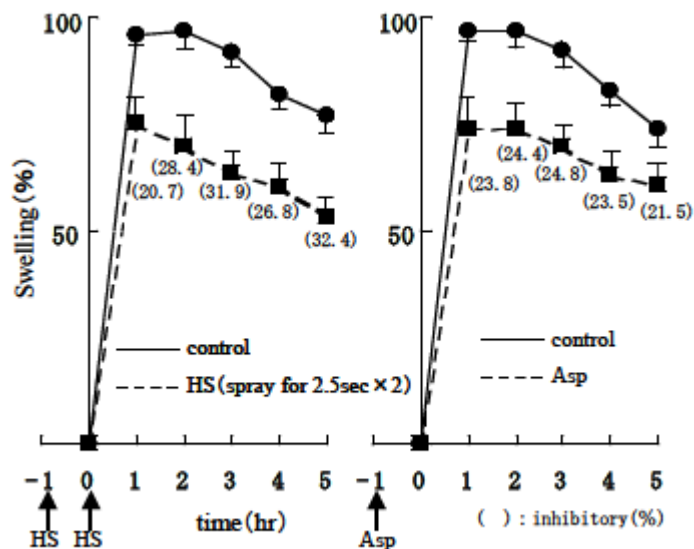 100
100
Swelling(%)
(28.4)
(20.7)
(31.9)
(26.8)
(32.4)
(24.4)
(23.8)
(24.8)
(23.5)
(21.5)
50
50
control
HS(spray for 2.5sec×2)
control
Asp
-1 0 1 2 3 4 5
-1 0 1 2 3 4 5
HS HS
time(hr)
Asp
( ) : inhibitory(%)